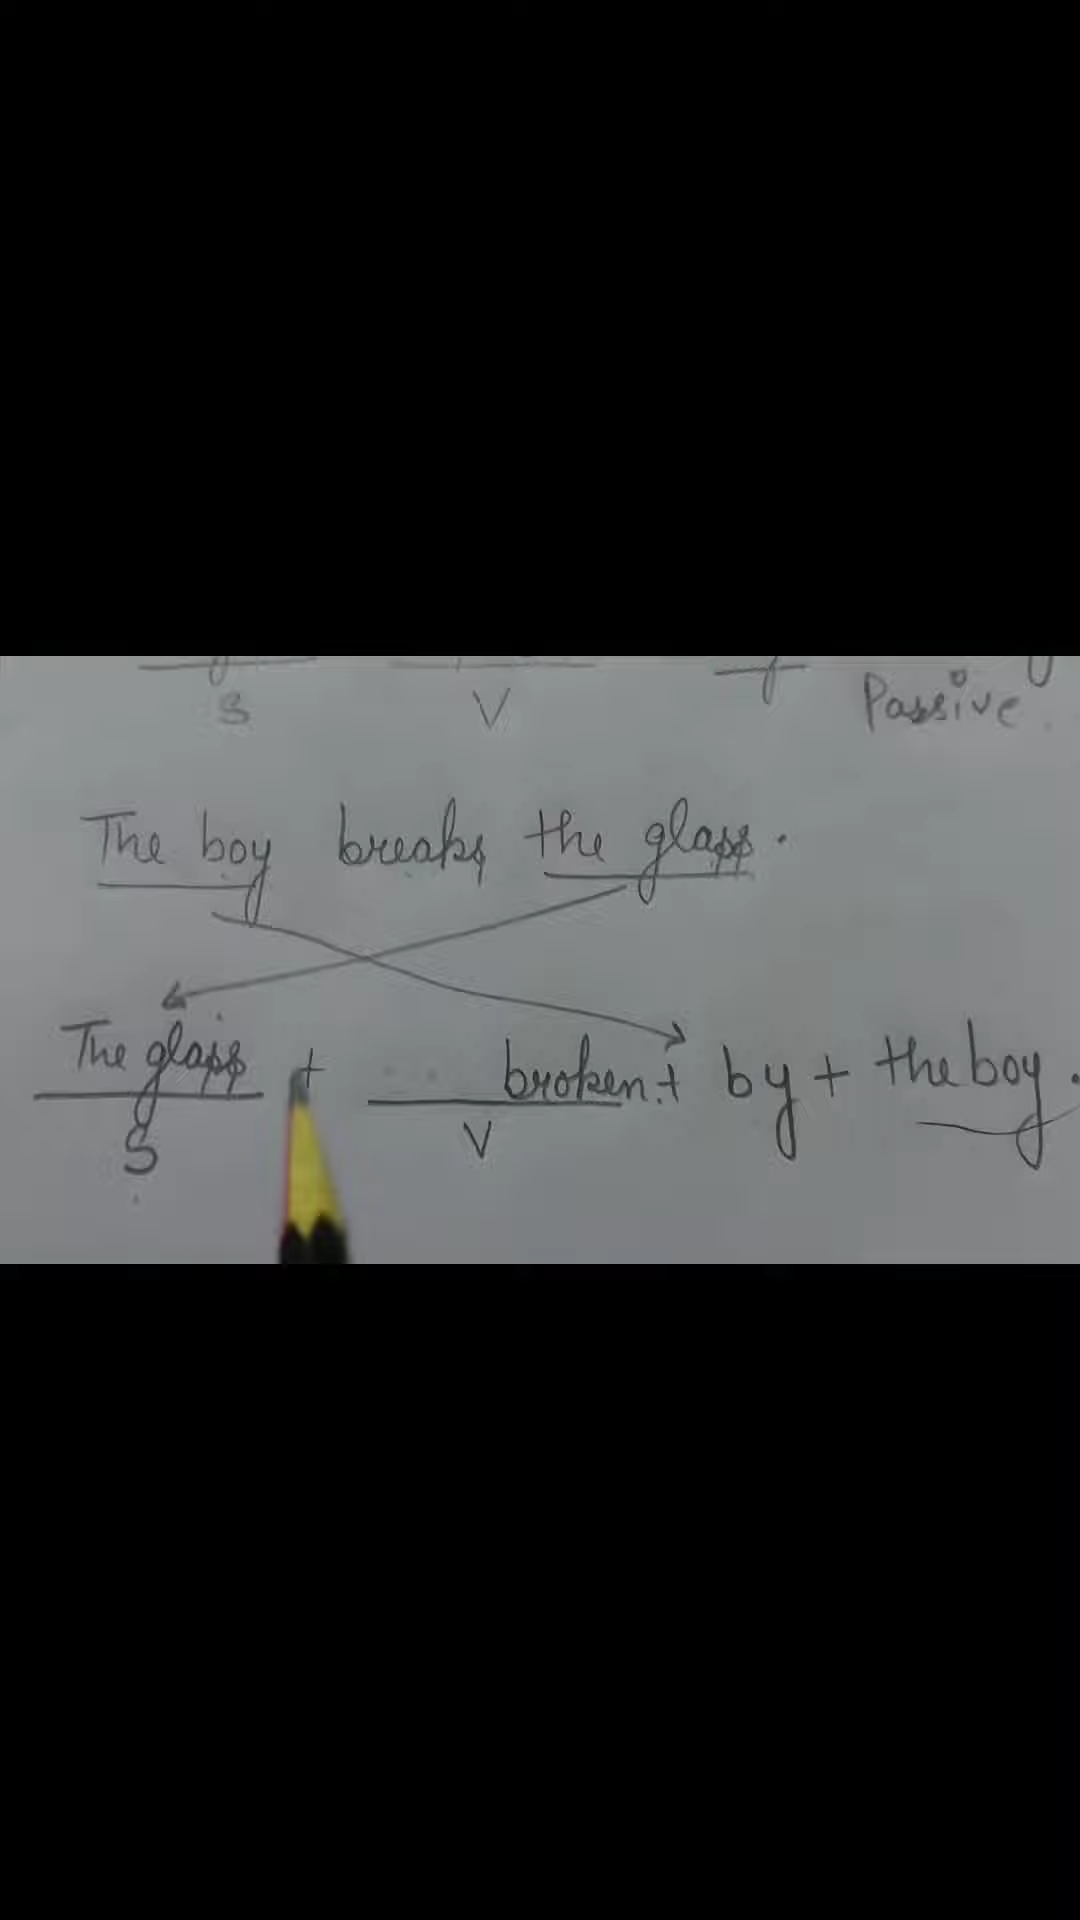 S V Passive
The boy breaks the glass.
The glass + broken + by + the boy.
S V